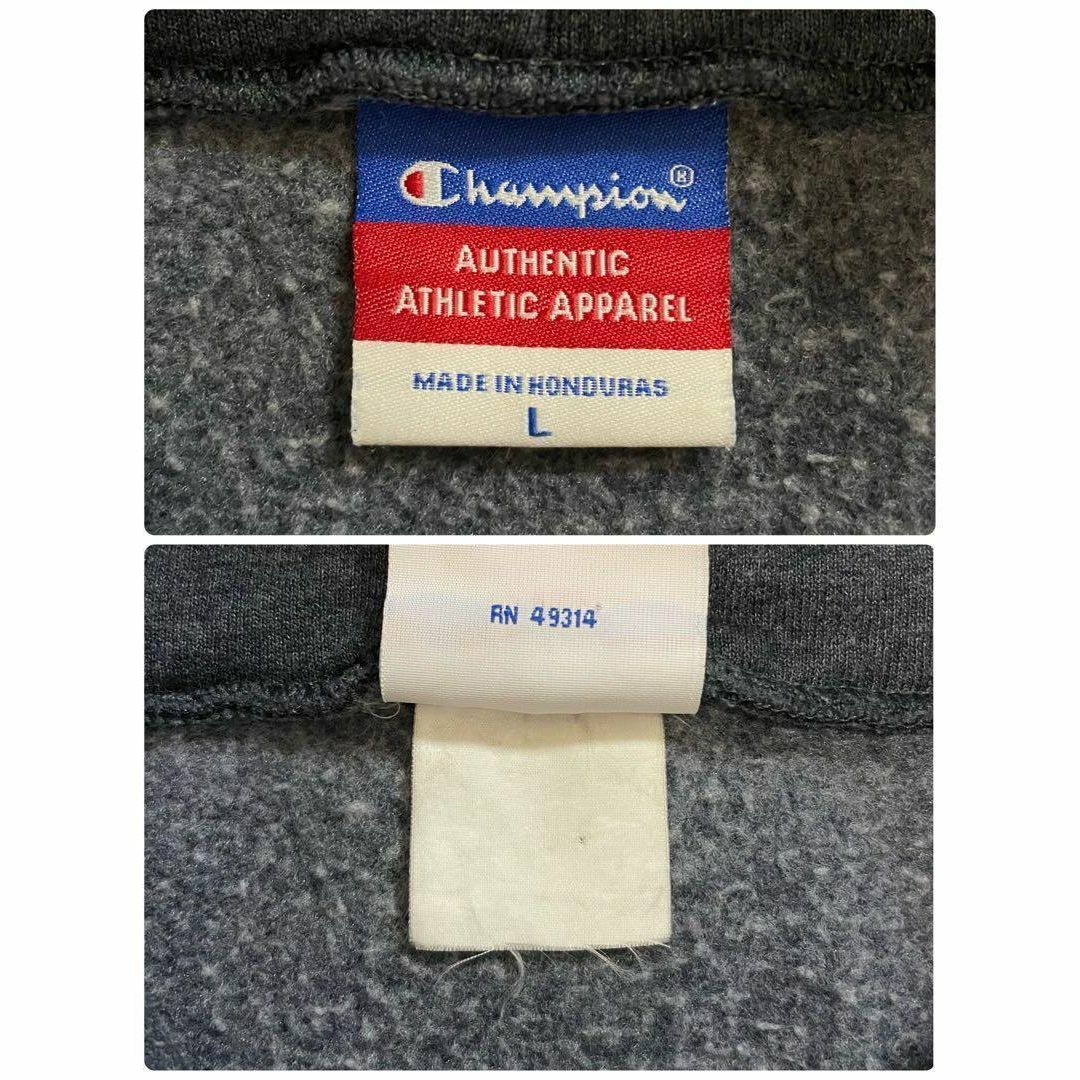 Champion®
AUTHENTIC
ATHLETIC APPAREL
MADE IN HONDURAS
L
RN 49314